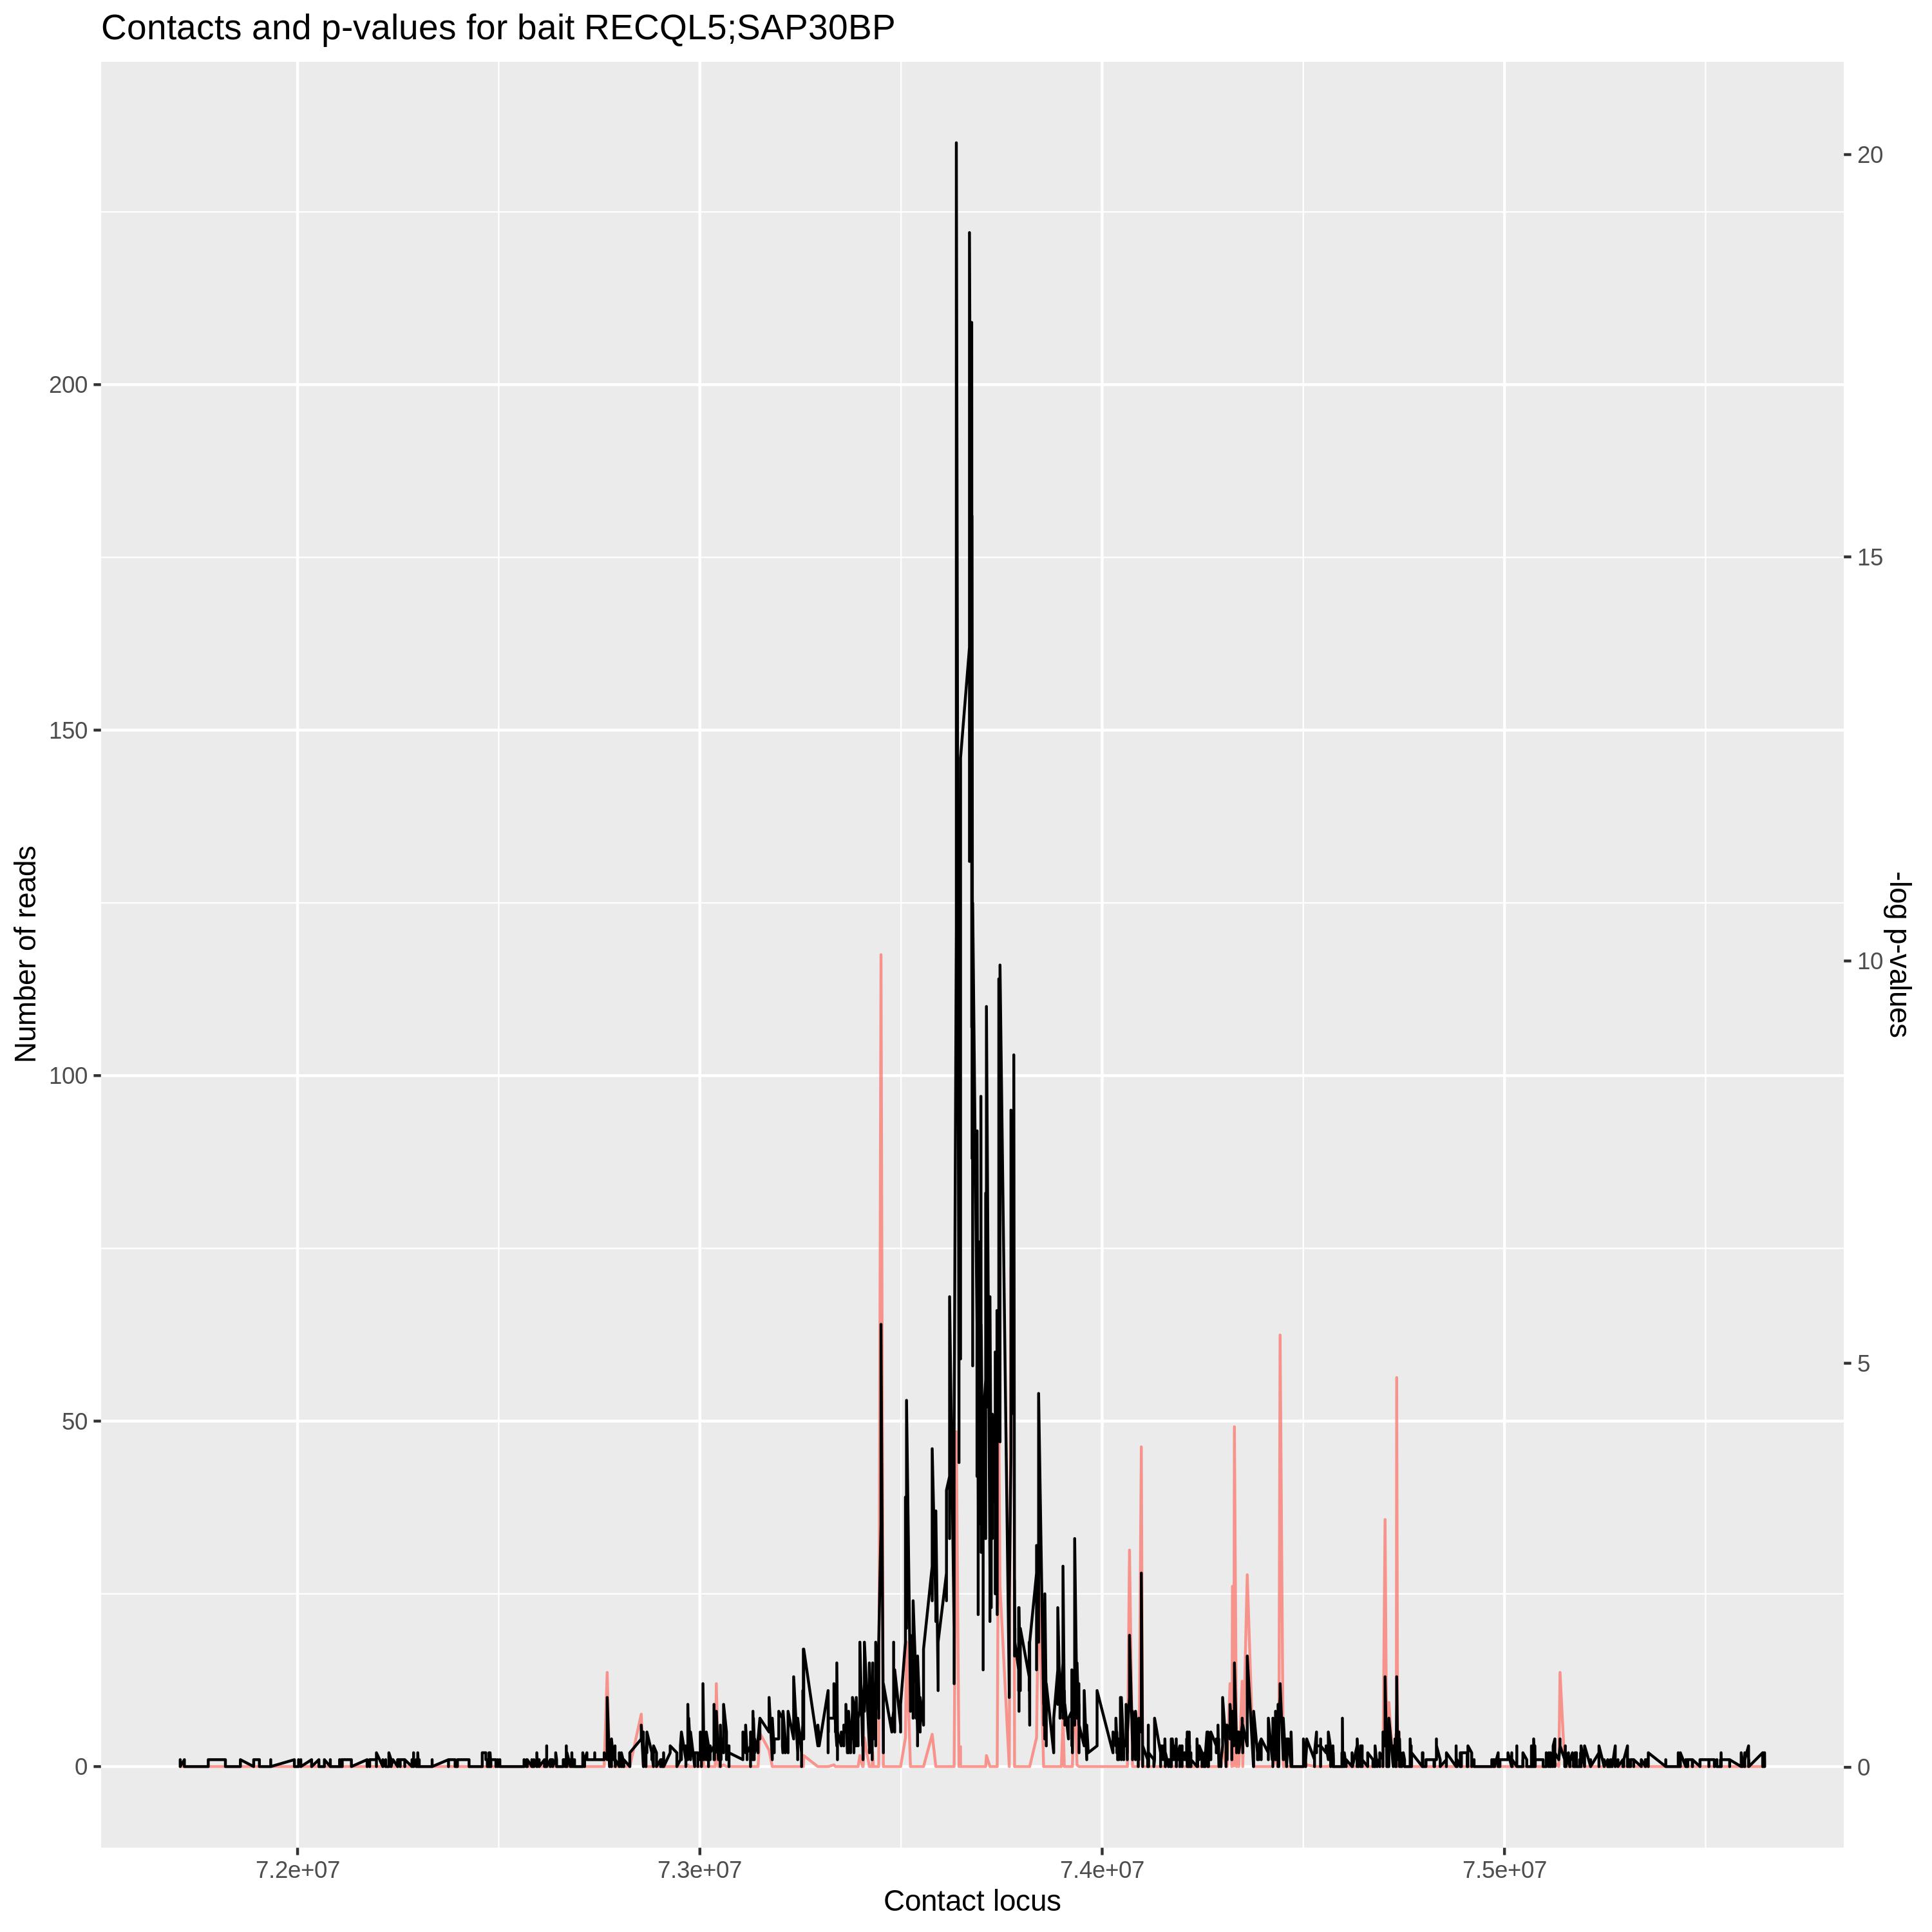 Contacts and p-values for bait RECQL5;SAP30BP
Number of reads
200
150
100
50
0
20
15
10
5
0
-log p-values
7.2e+07
7.3e+07
7.4e+07
7.5e+07
Contact locus